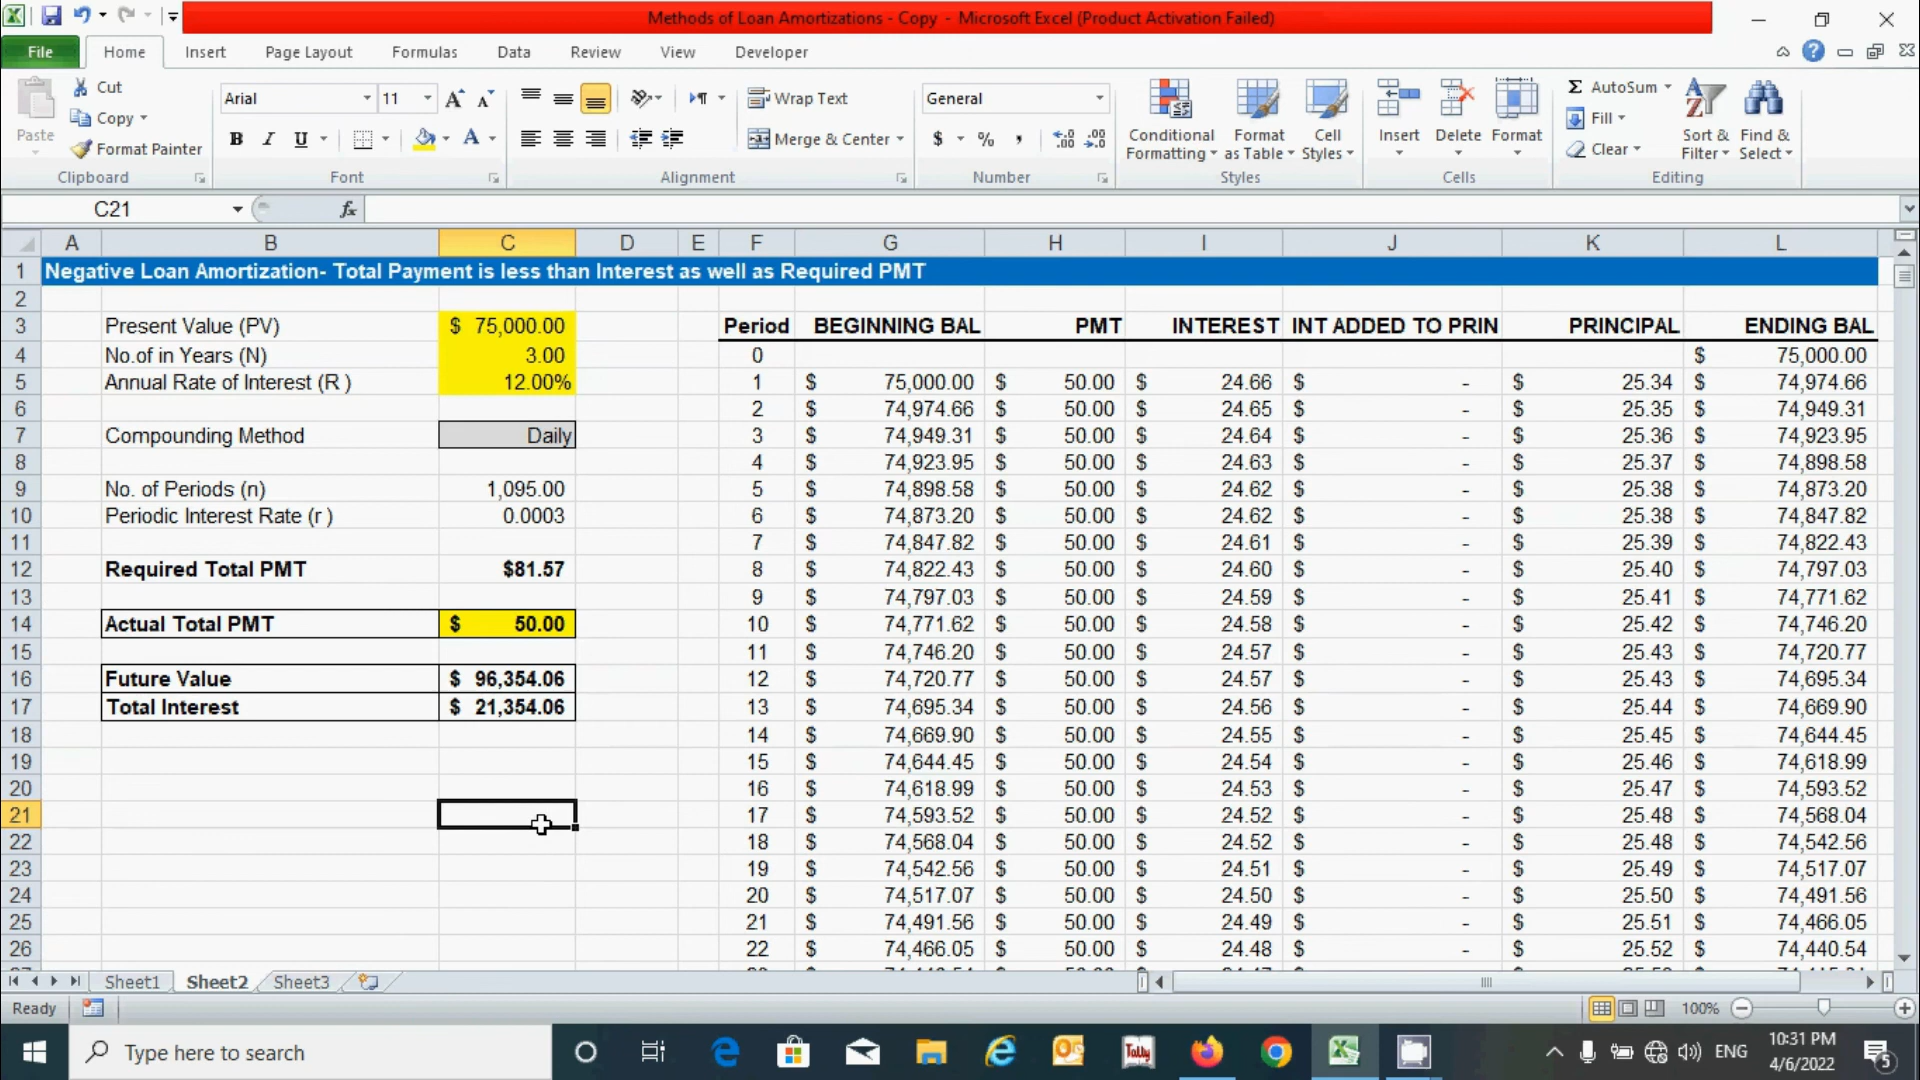 Methods of Loan Amortizations - Copy - Microsoft Excel (Product Activation Failed)
File Home Insert Page Layout Formulas Data Review View Developer
Paste
Cut
Copy
Format Painter
Clipboard
Arial 11
B I U A
Font
Wrap Text
Merge & Center
Alignment
General
$ % ,
Number
Conditional Formatting
Format as Table
Cell Styles
Styles
Insert Delete Format
Cells
Σ AutoSum
Fill
Clear
Sort & Filter
Find & Select
Editing
C21 fx
A B C D E F G H I J K L
1 Negative Loan Amortization- Total Payment is less than Interest as well as Required PMT
2
3 Present Value (PV) $ 75,000.00 Period BEGINNING BAL PMT INTEREST INT ADDED TO PRIN PRINCIPAL ENDING BAL
4 No.of in Years (N) 3.00 0 $ 75,000.00
5 Annual Rate of Interest (R ) 12.00% 1 $ 75,000.00 $ 50.00 $ 24.66 $ - $ 25.34 $ 74,974.66
6 2 $ 74,974.66 $ 50.00 $ 24.65 $ - $ 25.35 $ 74,949.31
7 Compounding Method Daily 3 $ 74,949.31 $ 50.00 $ 24.64 $ - $ 25.36 $ 74,923.95
8 4 $ 74,923.95 $ 50.00 $ 24.63 $ - $ 25.37 $ 74,898.58
9 No. of Periods (n) 1,095.00 5 $ 74,898.58 $ 50.00 $ 24.62 $ - $ 25.38 $ 74,873.20
10 Periodic Interest Rate (r ) 0.0003 6 $ 74,873.20 $ 50.00 $ 24.62 $ - $ 25.38 $ 74,847.82
11 7 $ 74,847.82 $ 50.00 $ 24.61 $ - $ 25.39 $ 74,822.43
12 Required Total PMT $81.57 8 $ 74,822.43 $ 50.00 $ 24.60 $ - $ 25.40 $ 74,797.03
13 9 $ 74,797.03 $ 50.00 $ 24.59 $ - $ 25.41 $ 74,771.62
14 Actual Total PMT $ 50.00 10 $ 74,771.62 $ 50.00 $ 24.58 $ - $ 25.42 $ 74,746.20
15 11 $ 74,746.20 $ 50.00 $ 24.57 $ - $ 25.43 $ 74,720.77
16 Future Value $ 96,354.06 12 $ 74,720.77 $ 50.00 $ 24.57 $ - $ 25.43 $ 74,695.34
17 Total Interest $ 21,354.06 13 $ 74,695.34 $ 50.00 $ 24.56 $ - $ 25.44 $ 74,669.90
18 14 $ 74,669.90 $ 50.00 $ 24.55 $ - $ 25.45 $ 74,644.45
19 15 $ 74,644.45 $ 50.00 $ 24.54 $ - $ 25.46 $ 74,618.99
20 16 $ 74,618.99 $ 50.00 $ 24.53 $ - $ 25.47 $ 74,593.52
21 17 $ 74,593.52 $ 50.00 $ 24.52 $ - $ 25.48 $ 74,568.04
22 18 $ 74,568.04 $ 50.00 $ 24.52 $ - $ 25.48 $ 74,542.56
23 19 $ 74,542.56 $ 50.00 $ 24.51 $ - $ 25.49 $ 74,517.07
24 20 $ 74,517.07 $ 50.00 $ 24.50 $ - $ 25.50 $ 74,491.56
25 21 $ 74,491.56 $ 50.00 $ 24.49 $ - $ 25.51 $ 74,466.05
26 22 $ 74,466.05 $ 50.00 $ 24.48 $ - $ 25.52 $ 74,440.54
Sheet1 Sheet2 Sheet3
Ready 100%
Type here to search Tally ENG 10:31 PM
4/6/2022 5